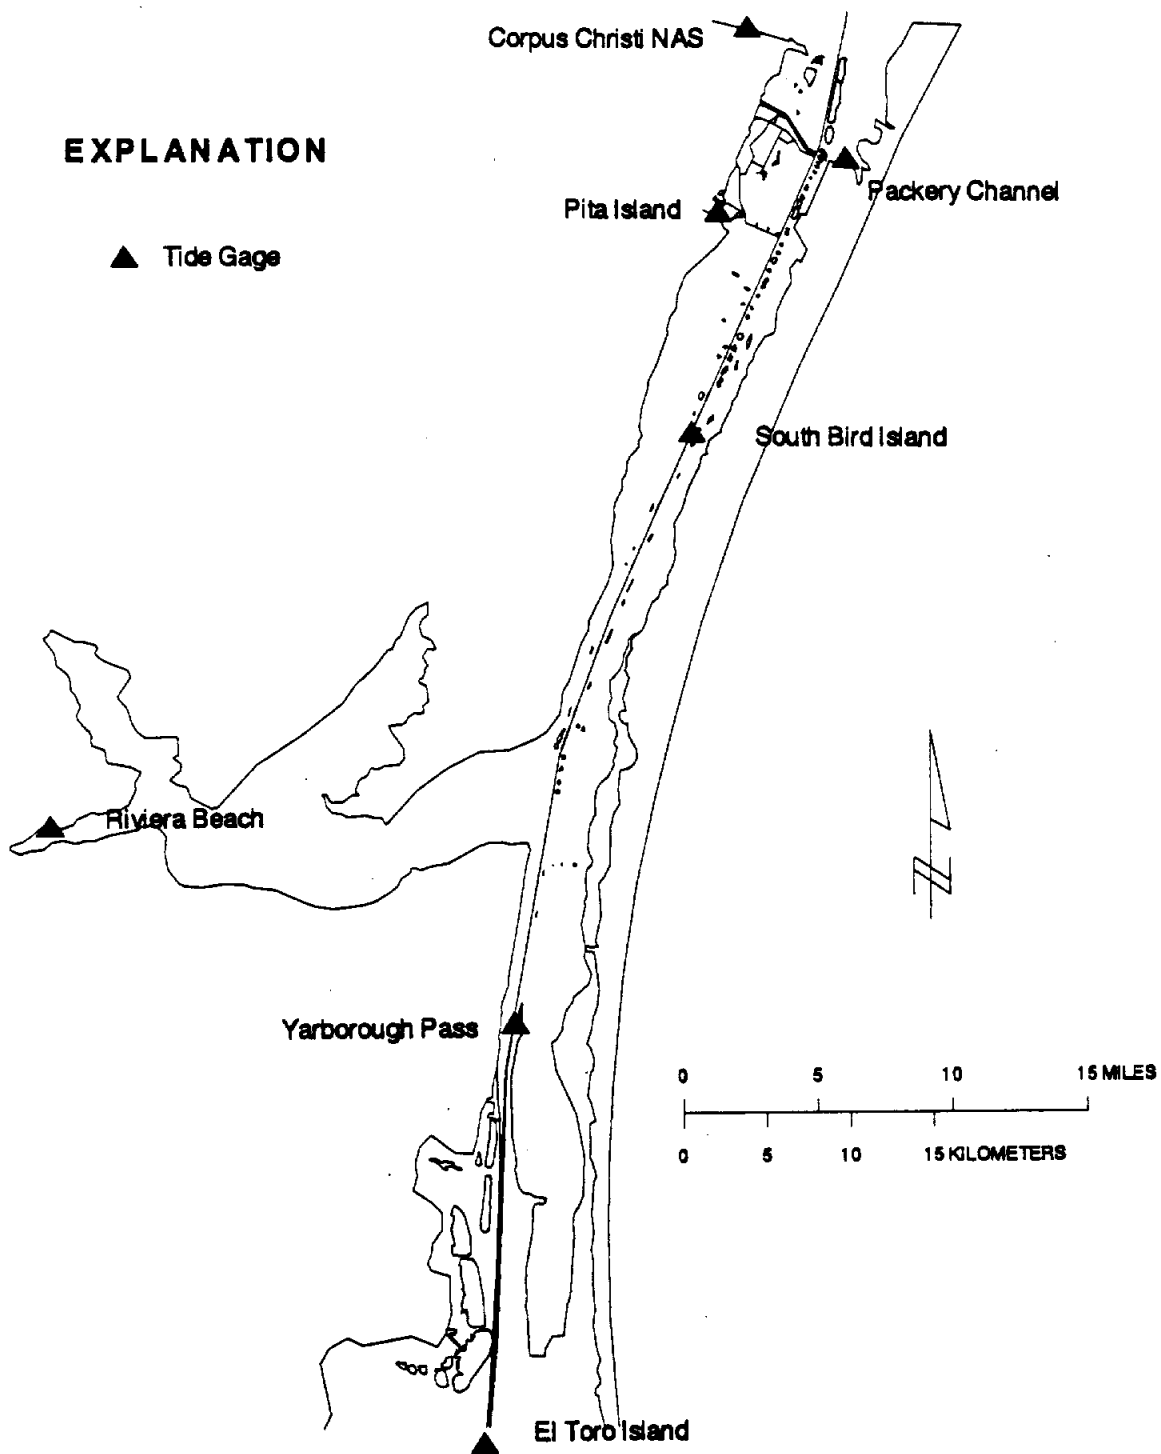 Corpus Christi NAS
EXPLANATION
Packery Channel
Pita Island
Tide Gage
South Bird Island
Riviera Beach
Yarborough Pass
0 5 10 15 MILES
0 5 10 15 KILOMETERS
El Toro Island
N